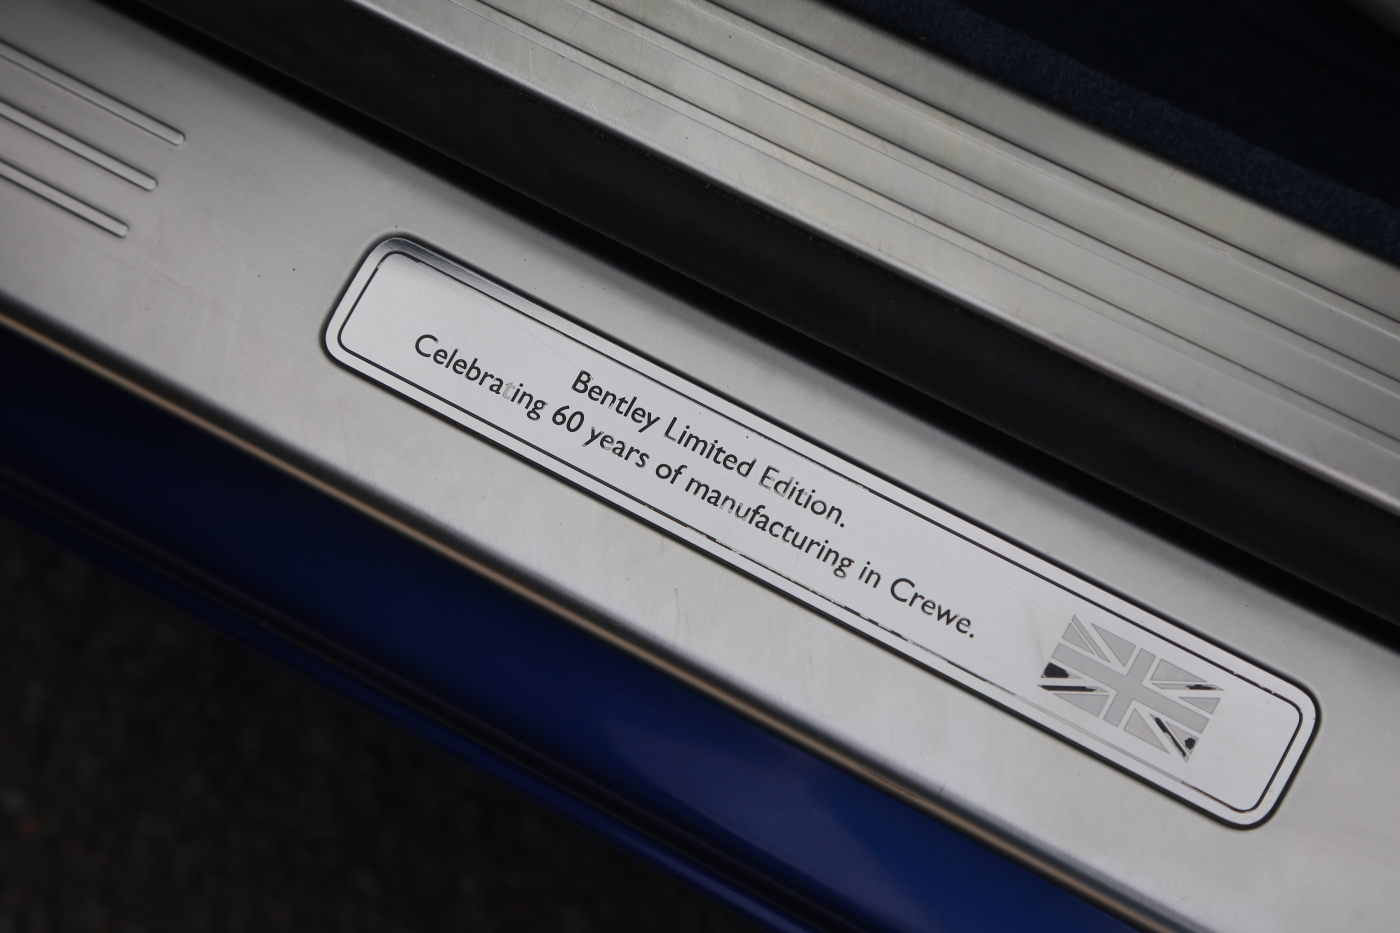 Bentley Limited Edition.
Celebrating 60 years of manufacturing in Crewe.